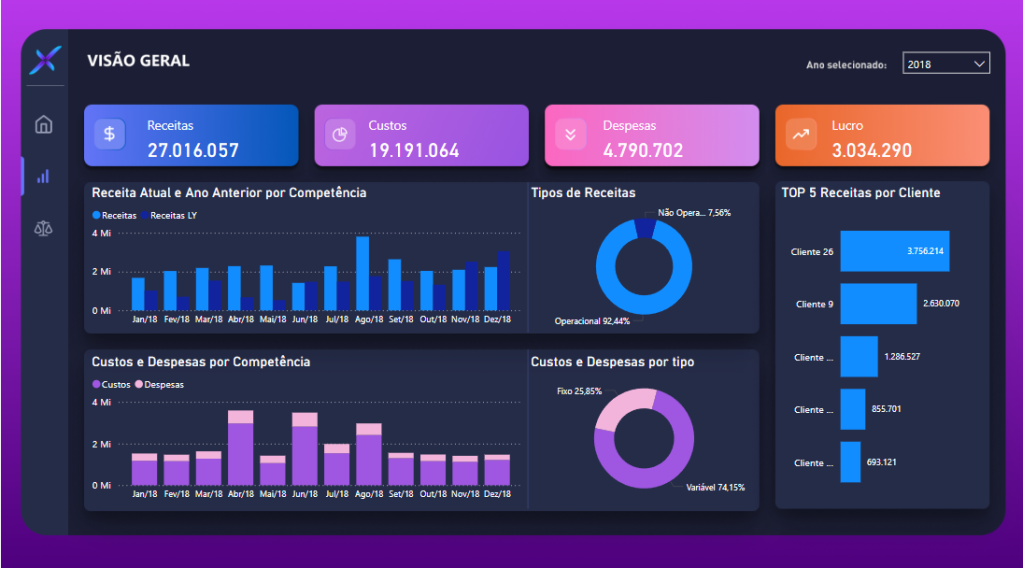 VISÃO GERAL
Ano selecionado:
2018
Receitas
27.016.057
Custos
19.191.064
Despesas
4.790.702
Lucro
3.034.290
Receita Atual e Ano Anterior por Competência
Receitas Receitas LY
4 Mi
2 Mi
0 Mi
Jan/18 Fev/18 Mar/18 Abr/18 Mai/18 Jun/18 Jul/18 Ago/18 Set/18 Out/18 Nov/18 Dez/18
Tipos de Receitas
Não Opera... 7,56%
Operacional 92,44%
TOP 5 Receitas por Cliente
Cliente 26 3.756.214
Cliente 9 2.630.070
Cliente ... 1.286.527
Cliente ... 855.701
Cliente ... 693.121
Custos e Despesas por Competência
Custos Despesas
4 Mi
2 Mi
0 Mi
Jan/18 Fev/18 Mar/18 Abr/18 Mai/18 Jun/18 Jul/18 Ago/18 Set/18 Out/18 Nov/18 Dez/18
Custos e Despesas por tipo
Fixo 25,85%
Variável 74,15%